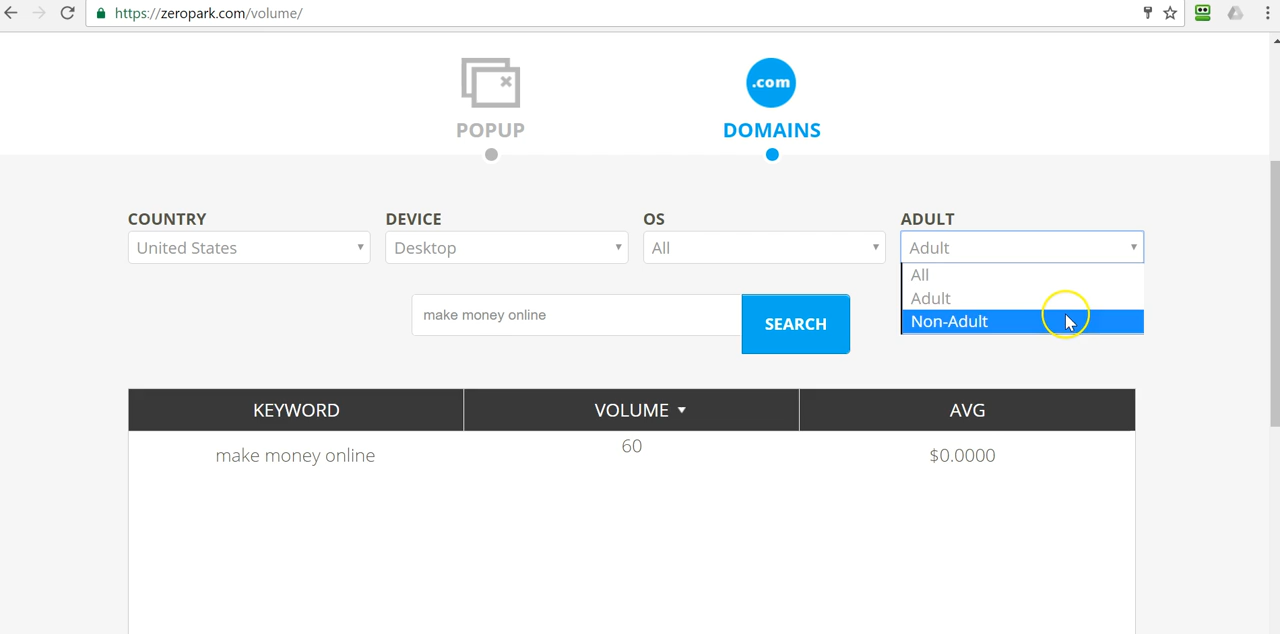 https://zeropark.com/volume/
.com
POPUP
DOMAINS
COUNTRY
DEVICE
OS
ADULT
United States
Desktop
All
Adult
All
Adult
Non-Adult
make money online
SEARCH
KEYWORD
VOLUME
AVG
make money online
60
$0.0000